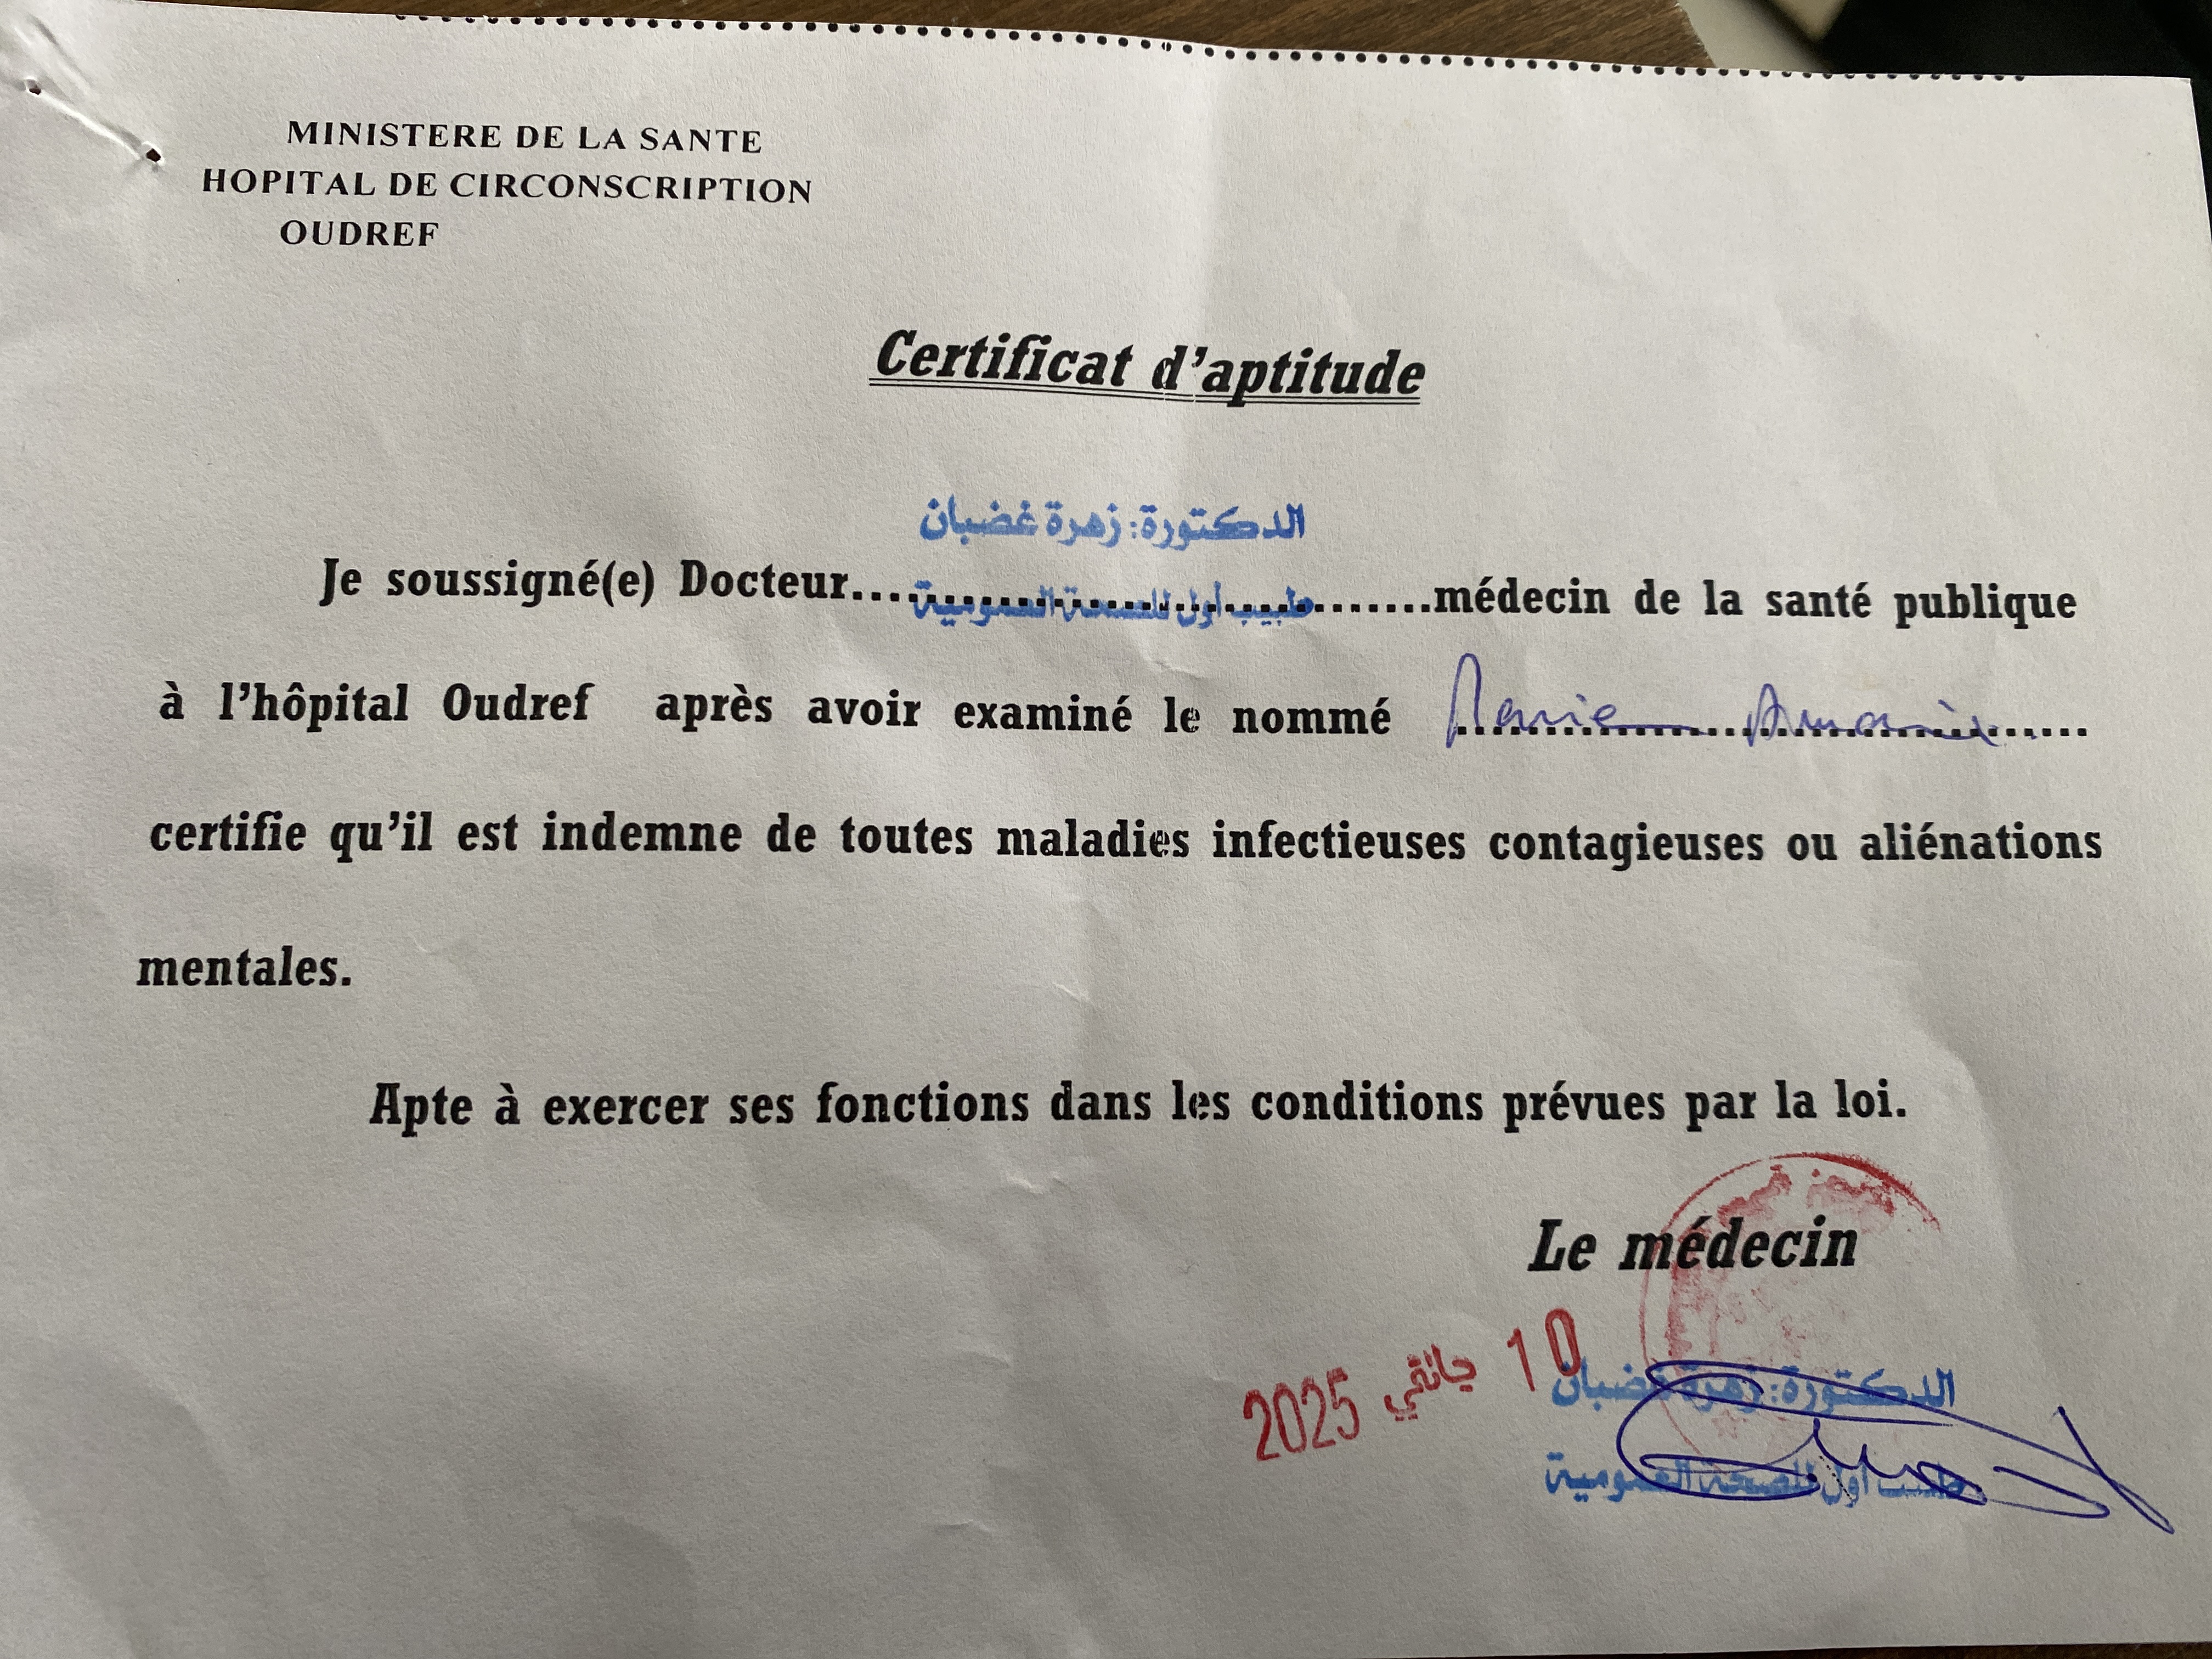 MINISTERE DE LA SANTE
HOPITAL DE CIRCONSCRIPTION
OUDREF
Certificat d'aptitude
الدكتورة: زهرة غضبان
Je soussigné(e) Docteur....................................médecin de la santé publique
طبيب أول للصحة العمومية
à l'hôpital Oudref après avoir examiné le nommé
certifie qu'il est indemne de toutes maladies infectieuses contagieuses ou aliénations
mentales.
Apte à exercer ses fonctions dans les conditions prévues par la loi.
Le médecin
10 جانفي 2025
الدكتورة: زهرة غضبان
طبيب أول للصحة العمومية